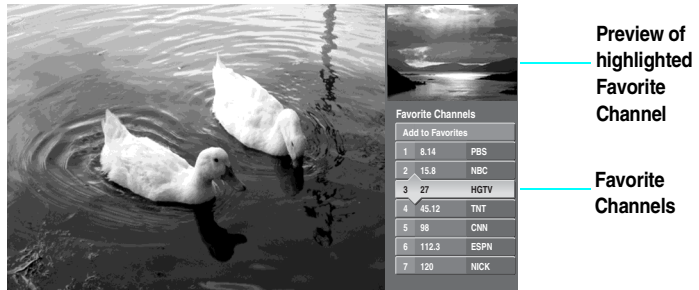 Preview of
highlighted
Favorite
Channel
Favorite Channels
Add to Favorites
1 8.14 PBS
2 15.8 NBC
3 27 HGTV
4 45.12 TNT
5 98 CNN
6 112.3 ESPN
7 120 NICK
Favorite
Channels